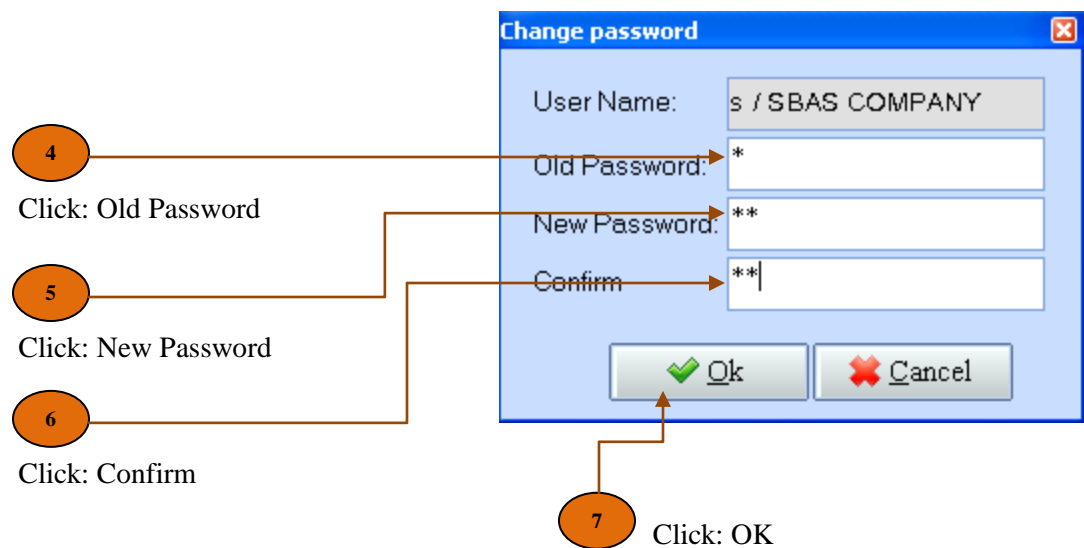 Change password
User Name: s / SBAS COMPANY
4
Old Password: *
Click: Old Password
New Password: **
5
Confirm **
Click: New Password
Ok Cancel
6
Click: Confirm
7
Click: OK